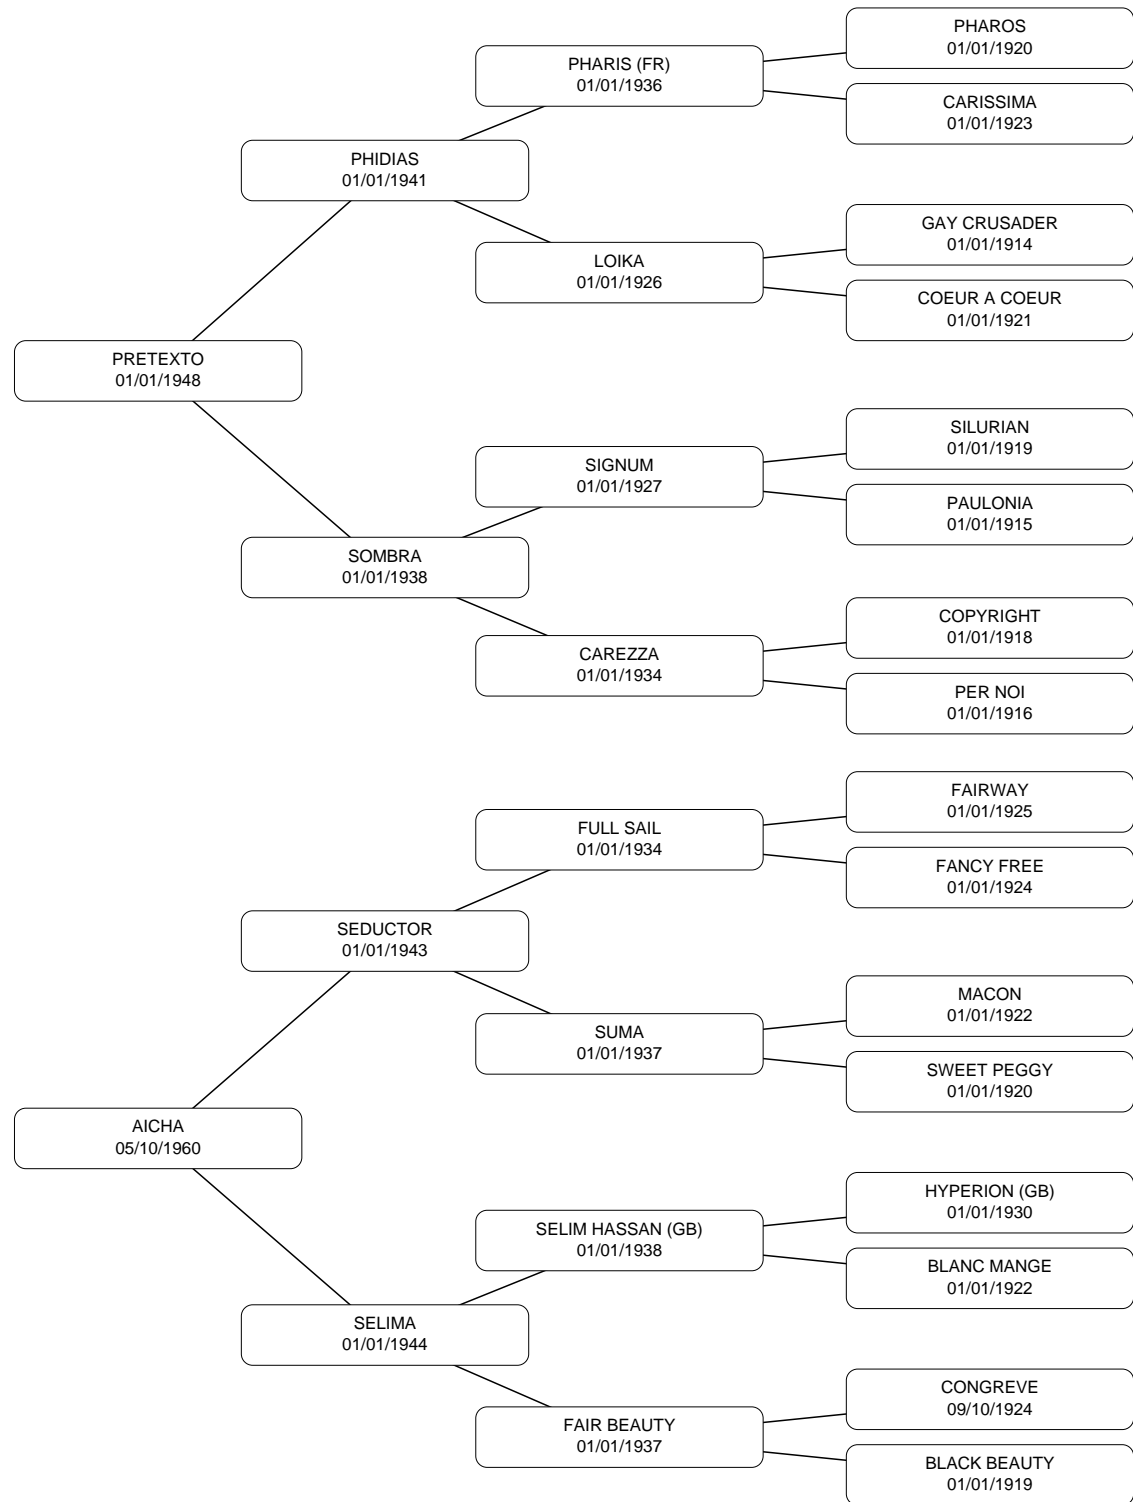 PHAROS
01/01/1920
PHARIS (FR)
01/01/1936
CARISSIMA
01/01/1923
PHIDIAS
01/01/1941
GAY CRUSADER
01/01/1914
LOIKA
01/01/1926
COEUR A COEUR
01/01/1921
PRETEXTO
01/01/1948
SILURIAN
01/01/1919
SIGNUM
01/01/1927
PAULONIA
01/01/1915
SOMBRA
01/01/1938
COPYRIGHT
01/01/1918
CAREZZA
01/01/1934
PER NOI
01/01/1916
FAIRWAY
01/01/1925
FULL SAIL
01/01/1934
FANCY FREE
01/01/1924
SEDUCTOR
01/01/1943
MACON
01/01/1922
SUMA
01/01/1937
SWEET PEGGY
01/01/1920
AICHA
05/10/1960
HYPERION (GB)
01/01/1930
SELIM HASSAN (GB)
01/01/1938
BLANC MANGE
01/01/1922
SELIMA
01/01/1944
CONGREVE
09/10/1924
FAIR BEAUTY
01/01/1937
BLACK BEAUTY
01/01/1919